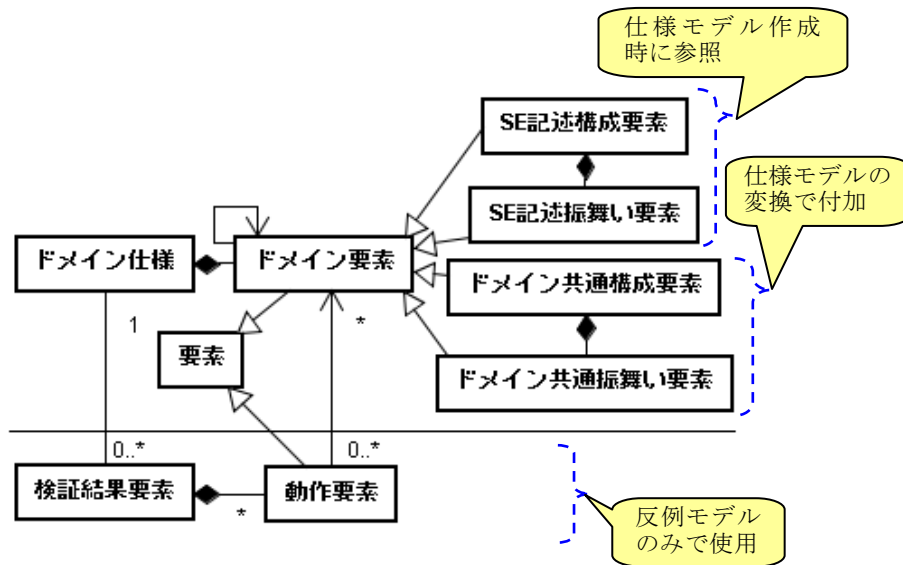 仕様モデル作成
時に参照
SE記述構成要素
仕様モデルの
変換で付加
SE記述振舞い要素
ドメイン仕様
ドメイン要素
ドメイン共通構成要素
1
*
要素
ドメイン共通振舞い要素
0..*
0..*
検証結果要素
*
動作要素
反例モデル
のみで使用